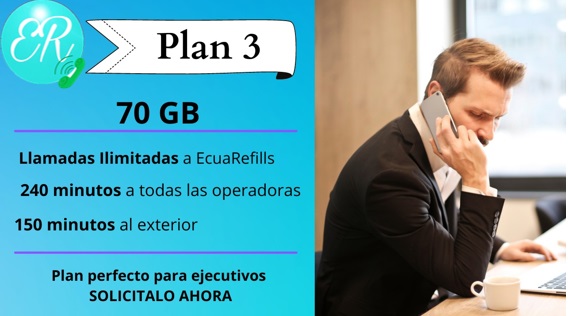 ER
Plan 3
70 GB
Llamadas Ilimitadas a EcuaRefills
240 minutos a todas las operadoras
150 minutos al exterior
Plan perfecto para ejecutivos
SOLICITALO AHORA